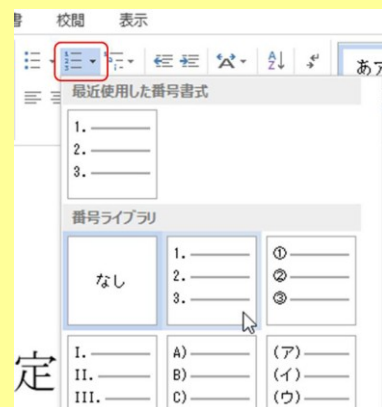 校閲 表示
あア
最近使用した番号書式
1.
2.
3.
番号ライブラリ
なし
1.
2.
3.
①
②
③
定
I.
II.
III.
A)
B)
C)
(ア)
(イ)
(ウ)